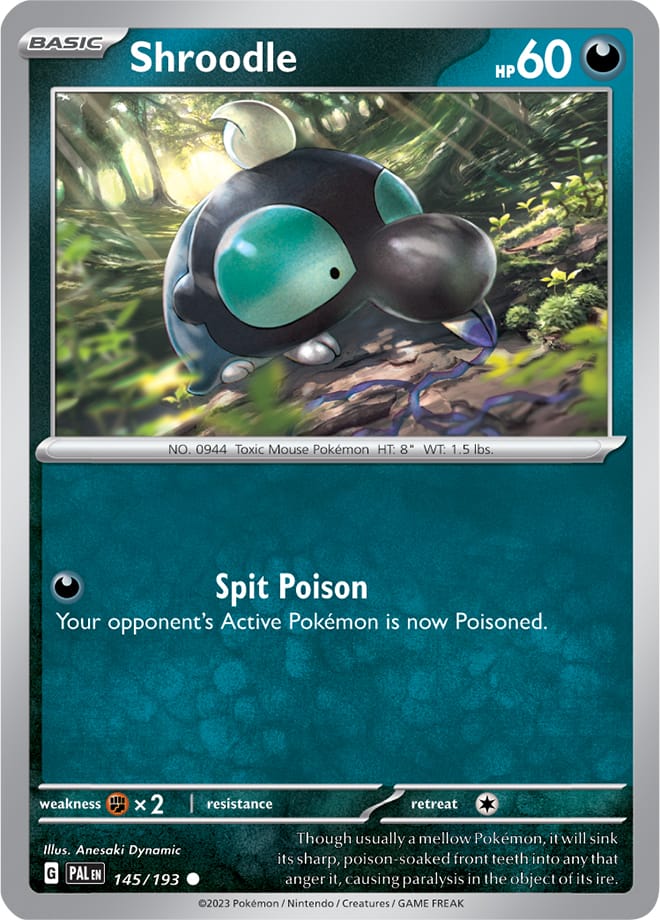 BASIC
Shroodle
HP 60
NO. 0944 Toxic Mouse Pokémon HT: 8" WT: 1.5 lbs.
Spit Poison
Your opponent's Active Pokémon is now Poisoned.
weakness ×2 resistance retreat
Illus. Anesaki Dynamic
Though usually a mellow Pokémon, it will sink
its sharp, poison-soaked front teeth into any that
anger it, causing paralysis in the object of its ire.
G PAL EN 145/193
©2023 Pokémon / Nintendo / Creatures / GAME FREAK